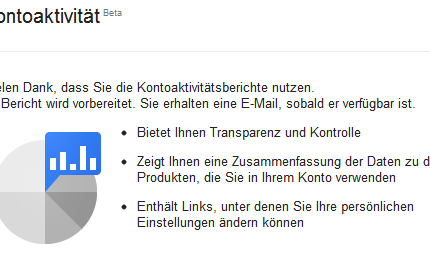 ontoaktivität Beta
elen Dank, dass Sie die Kontoaktivitätsberichte nutzen.
Bericht wird vorbereitet. Sie erhalten eine E-Mail, sobald er verfügbar ist.
Bietet Ihnen Transparenz und Kontrolle
Zeigt Ihnen eine Zusammenfassung der Daten zu d
Produkten, die Sie in Ihrem Konto verwenden
Enthält Links, unter denen Sie Ihre persönlichen
Einstellungen ändern können